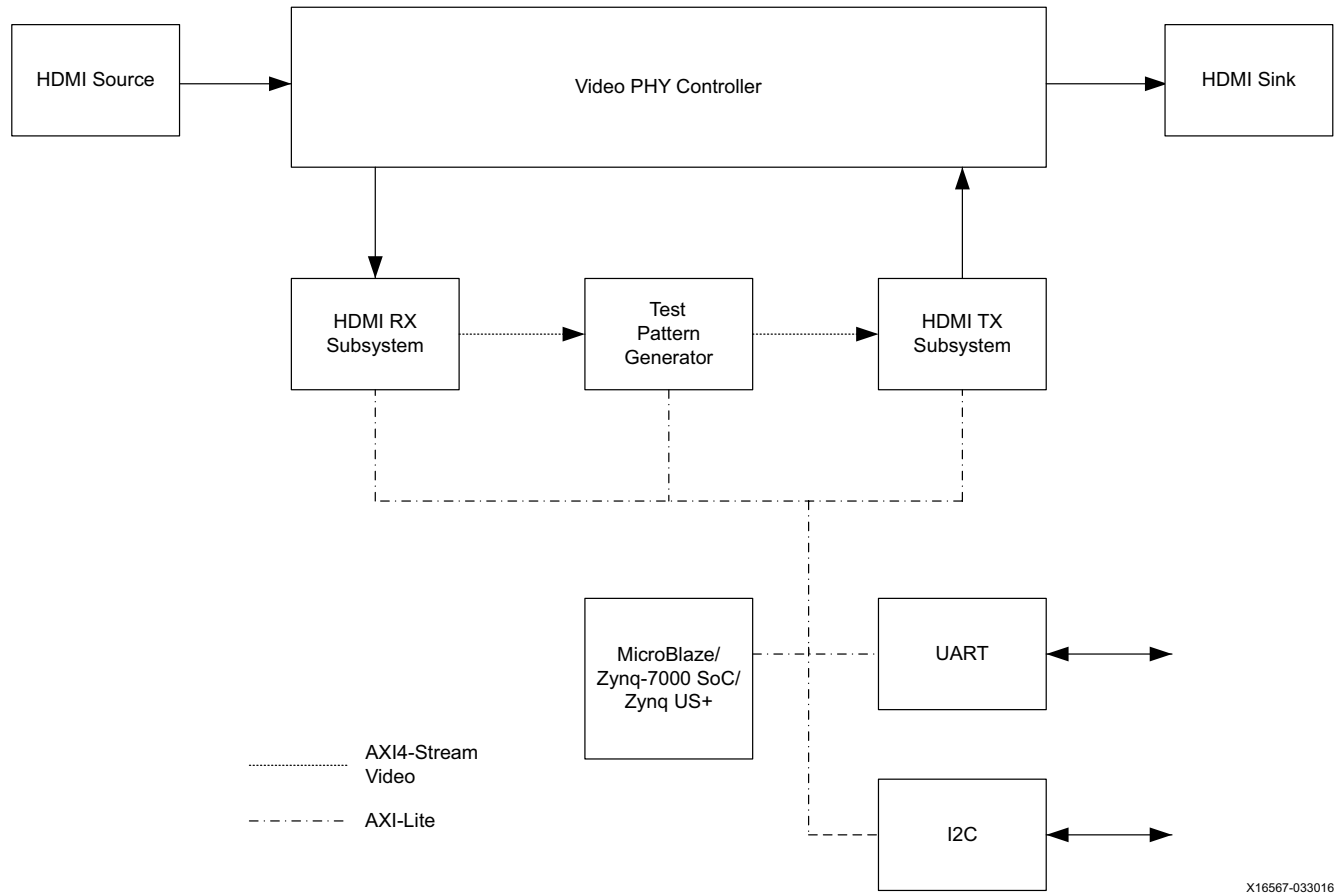 HDMI Source
Video PHY Controller
HDMI Sink
HDMI RX
Subsystem
Test
Pattern
Generator
HDMI TX
Subsystem
MicroBlaze/
Zynq-7000 SoC/
Zynq US+
UART
AXI4-Stream
Video
AXI-Lite
I2C
X16567-033016